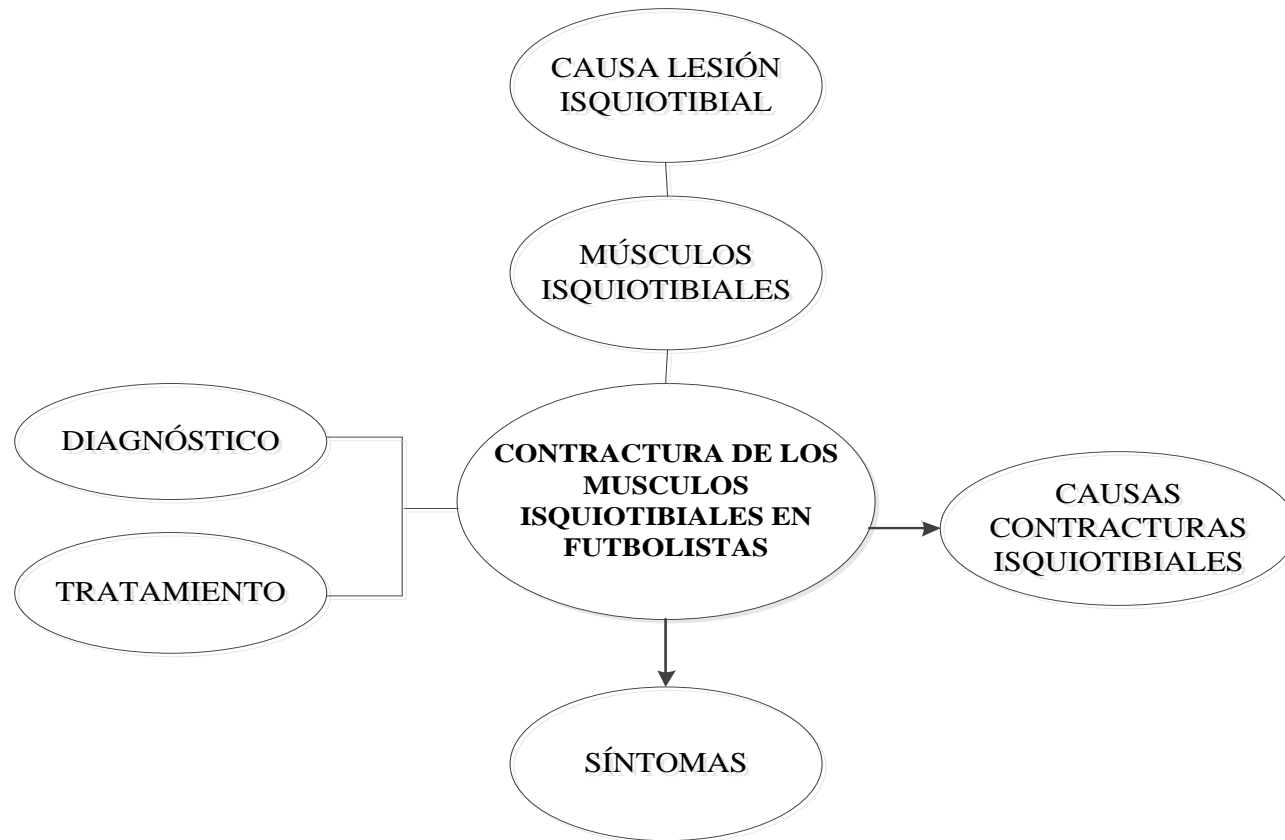 CAUSA LESIÓN
ISQUIOTIBIAL
MÚSCULOS
ISQUIOTIBIALES
DIAGNÓSTICO
TRATAMIENTO
CONTRACTURA DE LOS
MUSCULOS
ISQUIOTIBIALES EN
FUTBOLISTAS
CAUSAS
CONTRACTURAS
ISQUIOTIBIALES
SÍNTOMAS